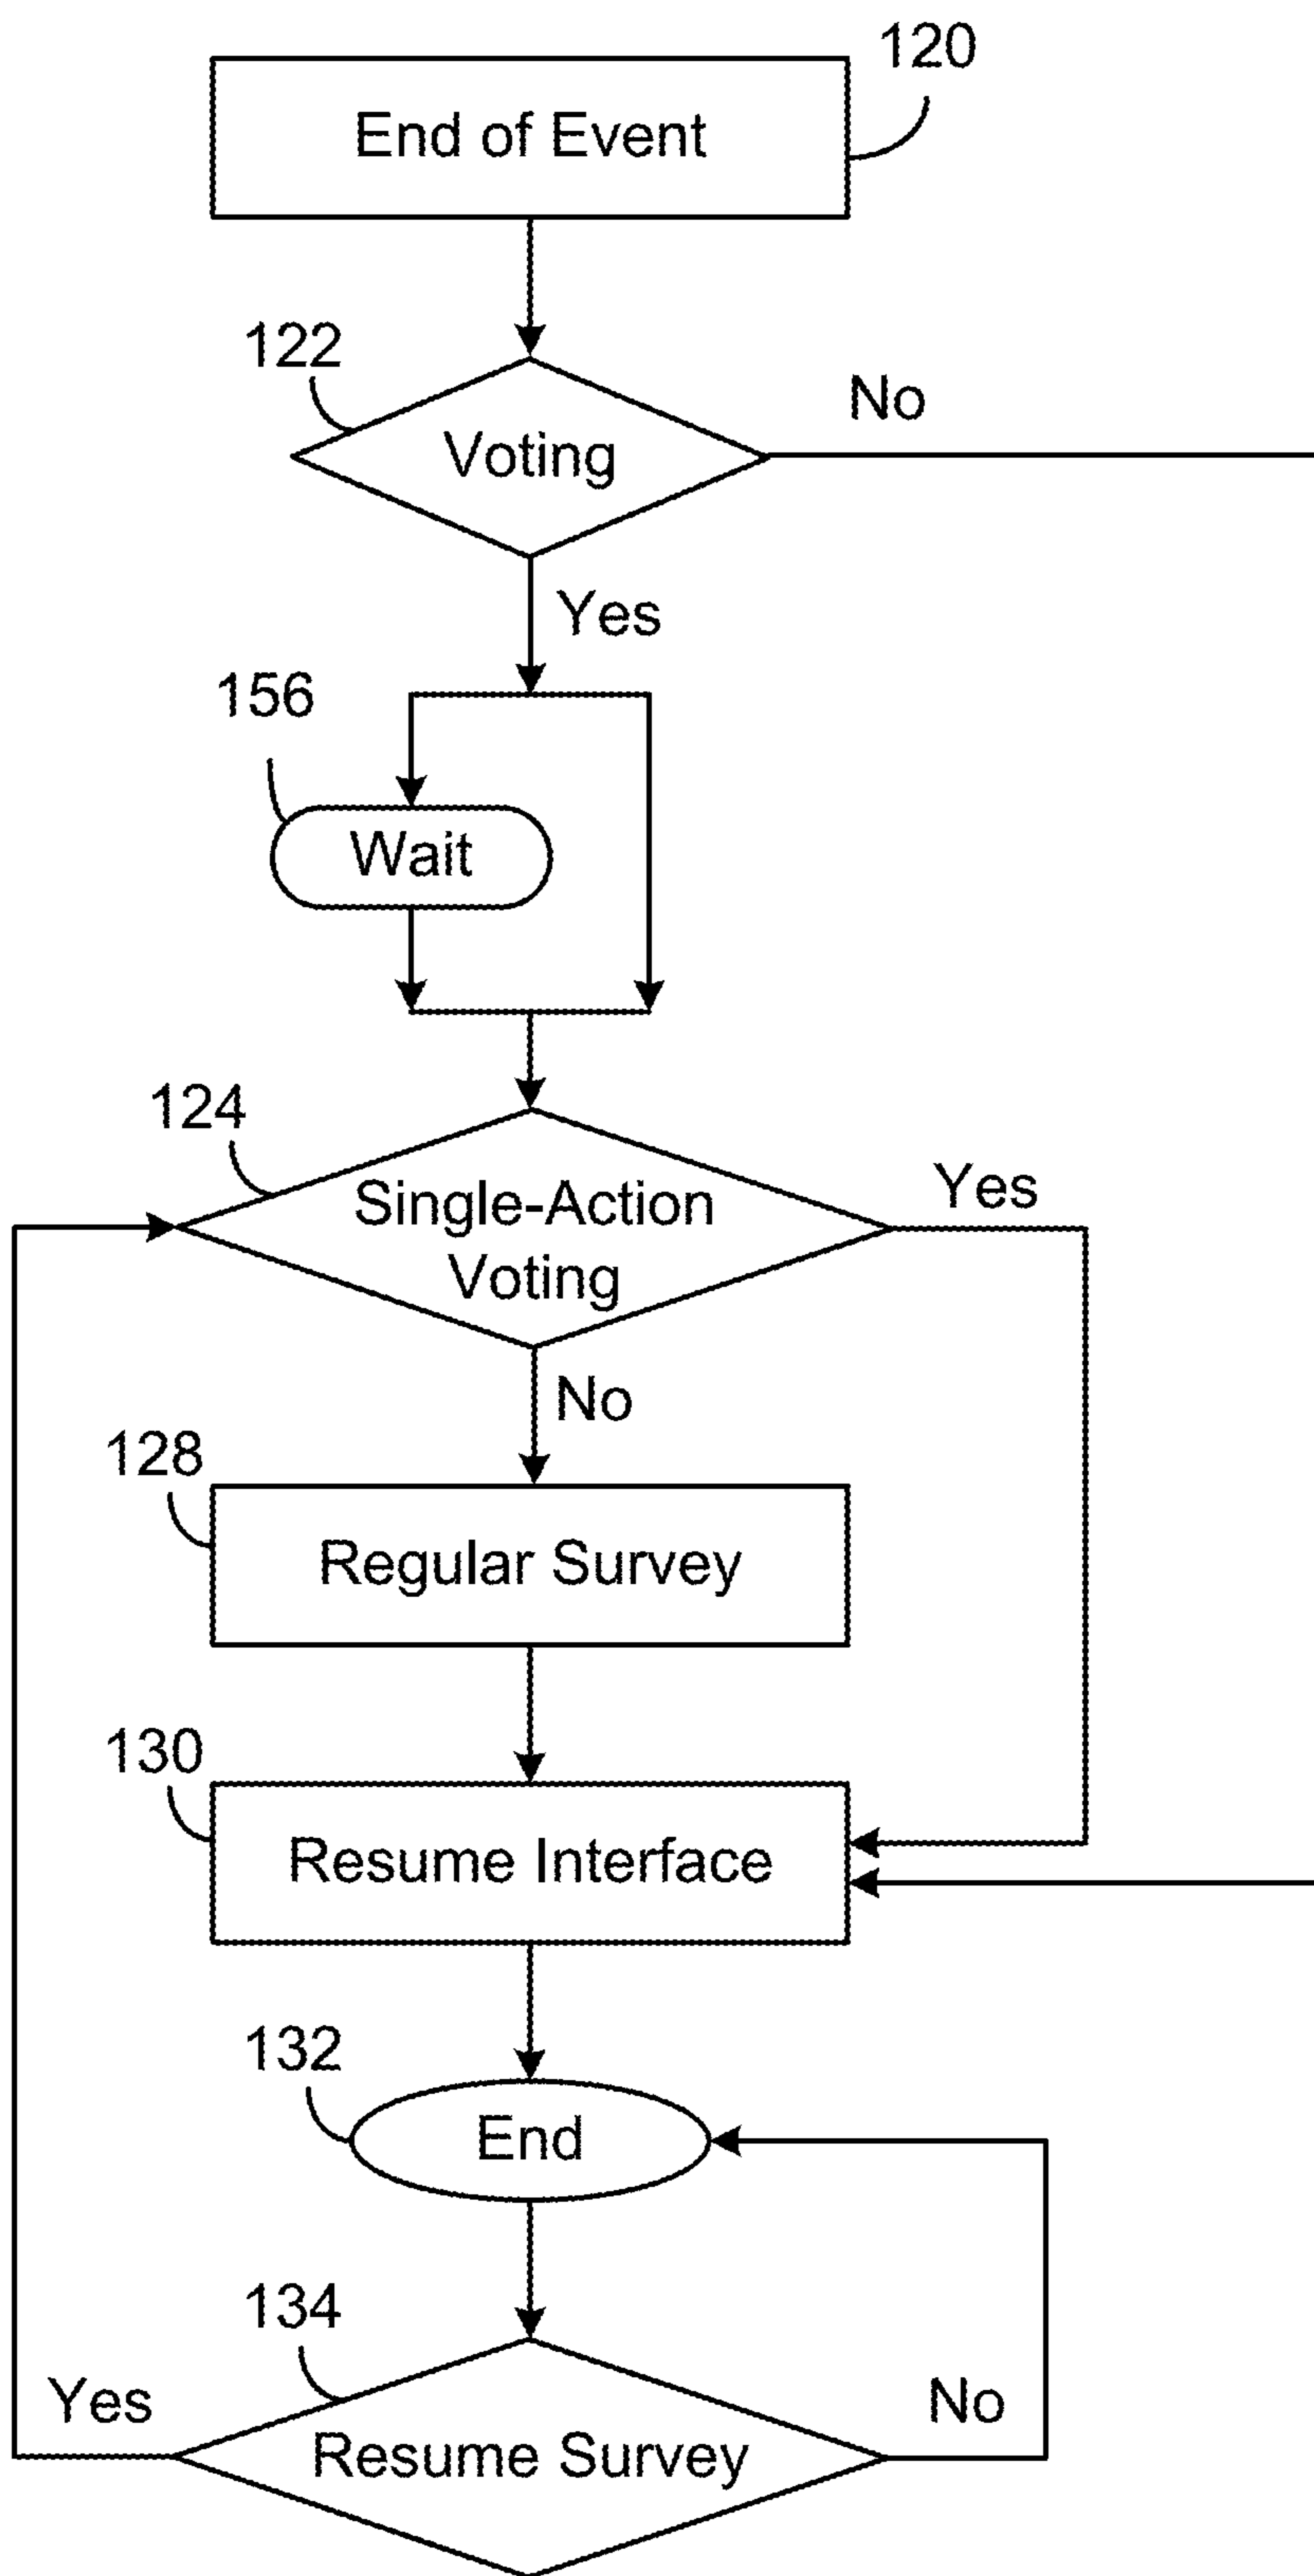 120
End of Event
122
No
Voting
Yes
156
Wait
124
Yes
Single-Action
Voting
No
128
Regular Survey
130
Resume Interface
132
End
134
Yes
No
Resume Survey